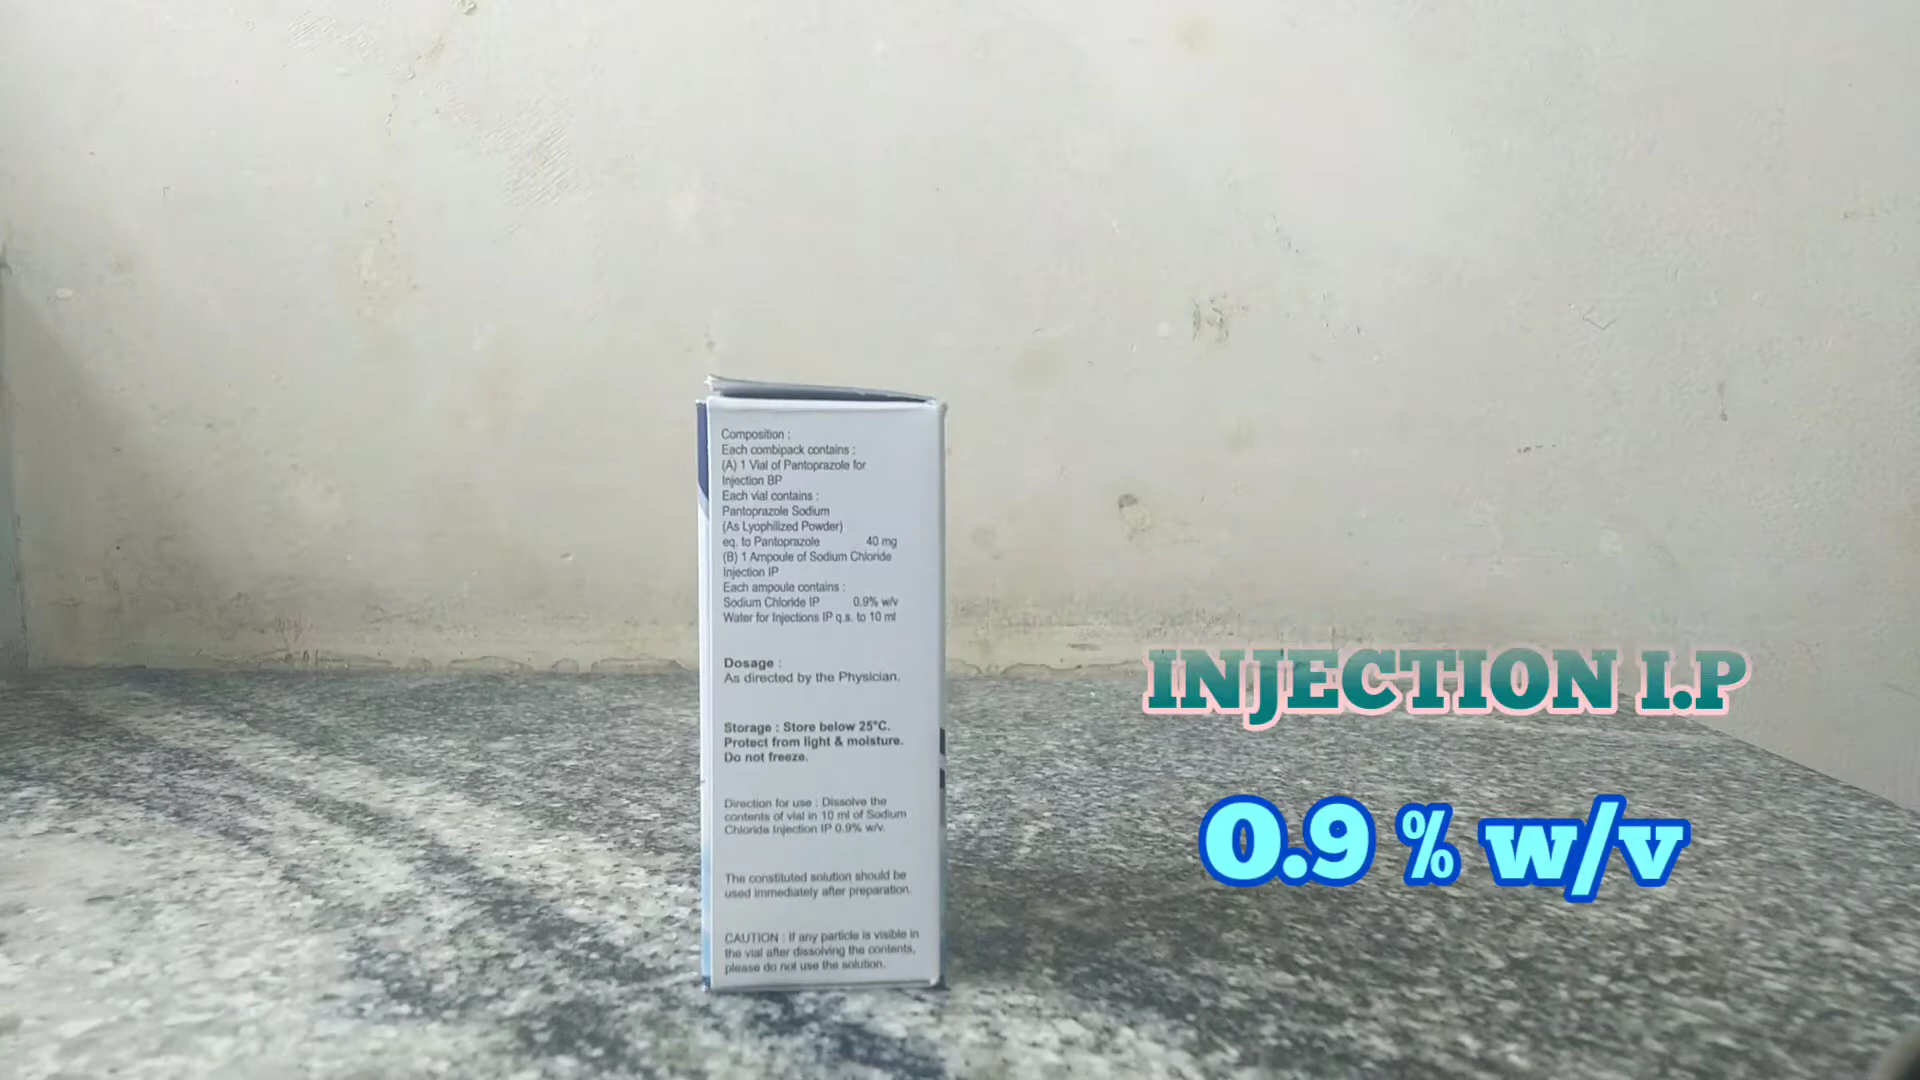 Composition :
Each combipack contains :
(A) 1 Vial of Pantoprazole for
Injection BP
Each vial contains :
Pantoprazole Sodium
(As Lyophilized Powder)
eq. to Pantoprazole 40 mg
(B) 1 Ampoule of Sodium Chloride
Injection IP
Each ampoule contains :
Sodium Chloride IP 0.9% w/v
Water for Injections IP q.s. to 10 ml
Dosage :
As directed by the Physician.
Storage : Store below 25°C.
Protect from light & moisture.
Do not freeze.
Direction for use : Dissolve the
contents of vial in 10 ml of Sodium
Chloride Injection IP 0.9% w/v.
The constituted solution should be
used immediately after preparation.
CAUTION : If any particle is visible in
the vial after dissolving the contents,
please do not use the solution.
INJECTION I.P
0.9 % w/v